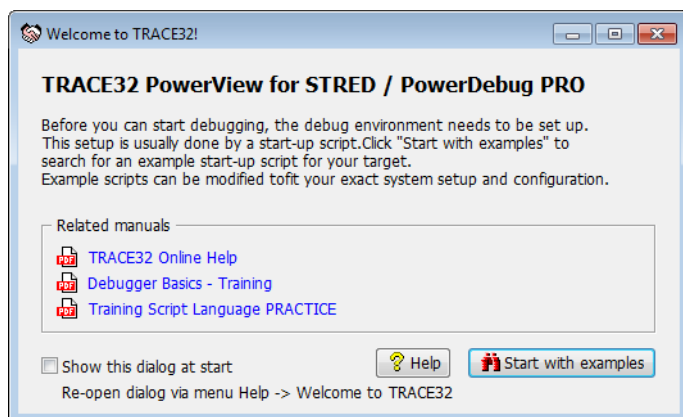 Welcome to TRACE32!
TRACE32 PowerView for STRED / PowerDebug PRO
Before you can start debugging, the debug environment needs to be set up.
This setup is usually done by a start-up script.Click "Start with examples" to
search for an example start-up script for your target.
Example scripts can be modified tofit your exact system setup and configuration.
Related manuals
PDF TRACE32 Online Help
PDF Debugger Basics - Training
PDF Training Script Language PRACTICE
Show this dialog at start
? Help
Start with examples
Re-open dialog via menu Help -> Welcome to TRACE32